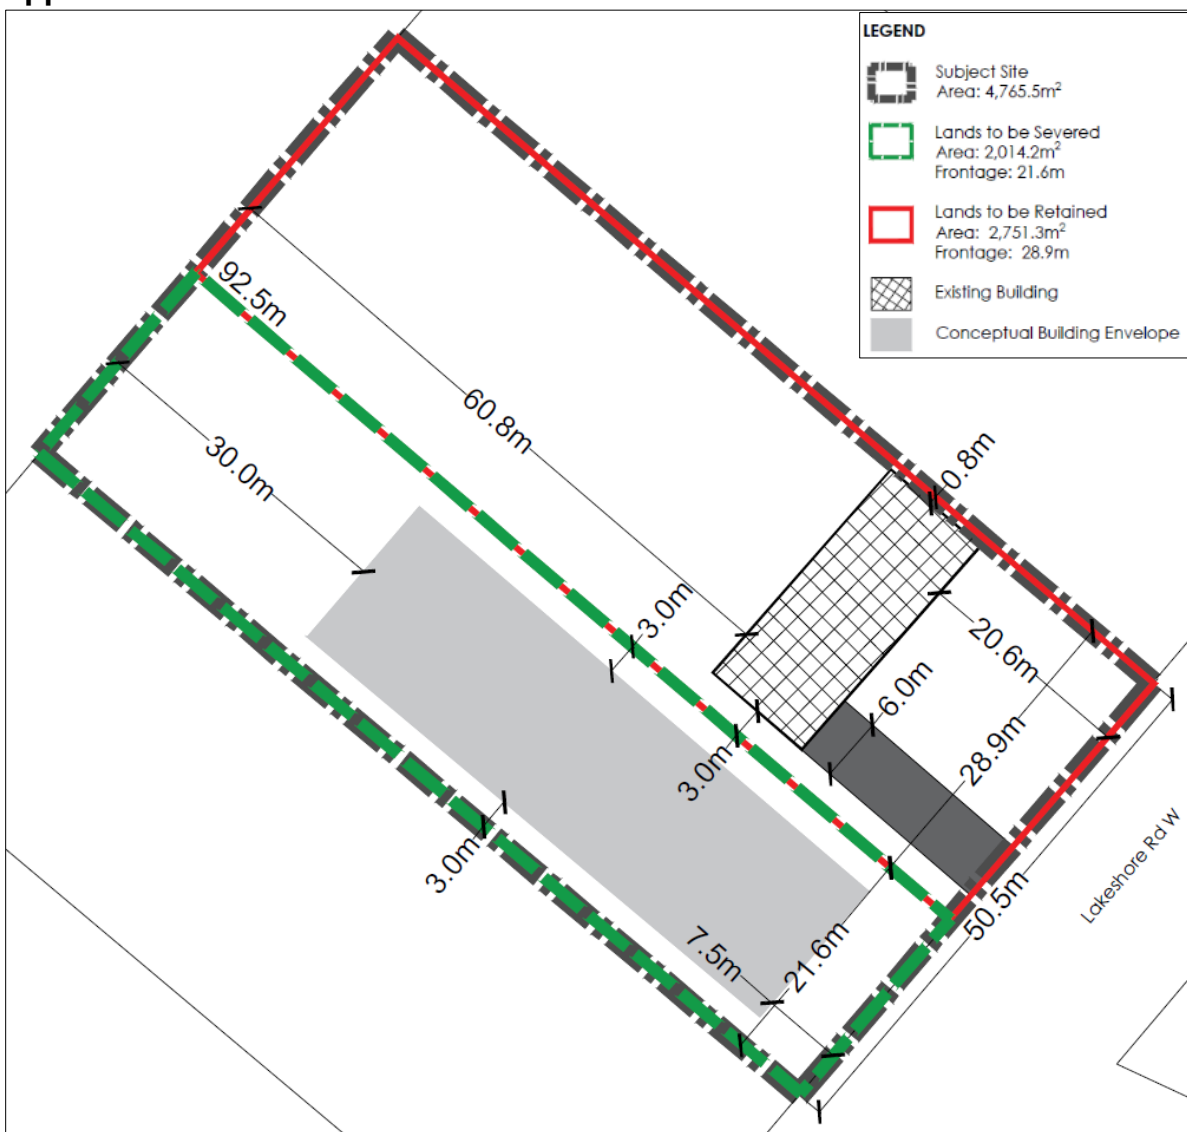 LEGEND
Subject Site
Area: 4,765.5m²
Lands to be Severed
Area: 2,014.2m²
Frontage: 21.6m
Lands to be Retained
Area: 2,751.3m²
Frontage: 28.9m
Existing Building
Conceptual Building Envelope
92.5m
60.8m
30.0m
0.8m
3.0m
20.6m
6.0m
28.9m
3.0m
3.0m
50.5m
Lakeshore Rd W
7.5m
21.6m